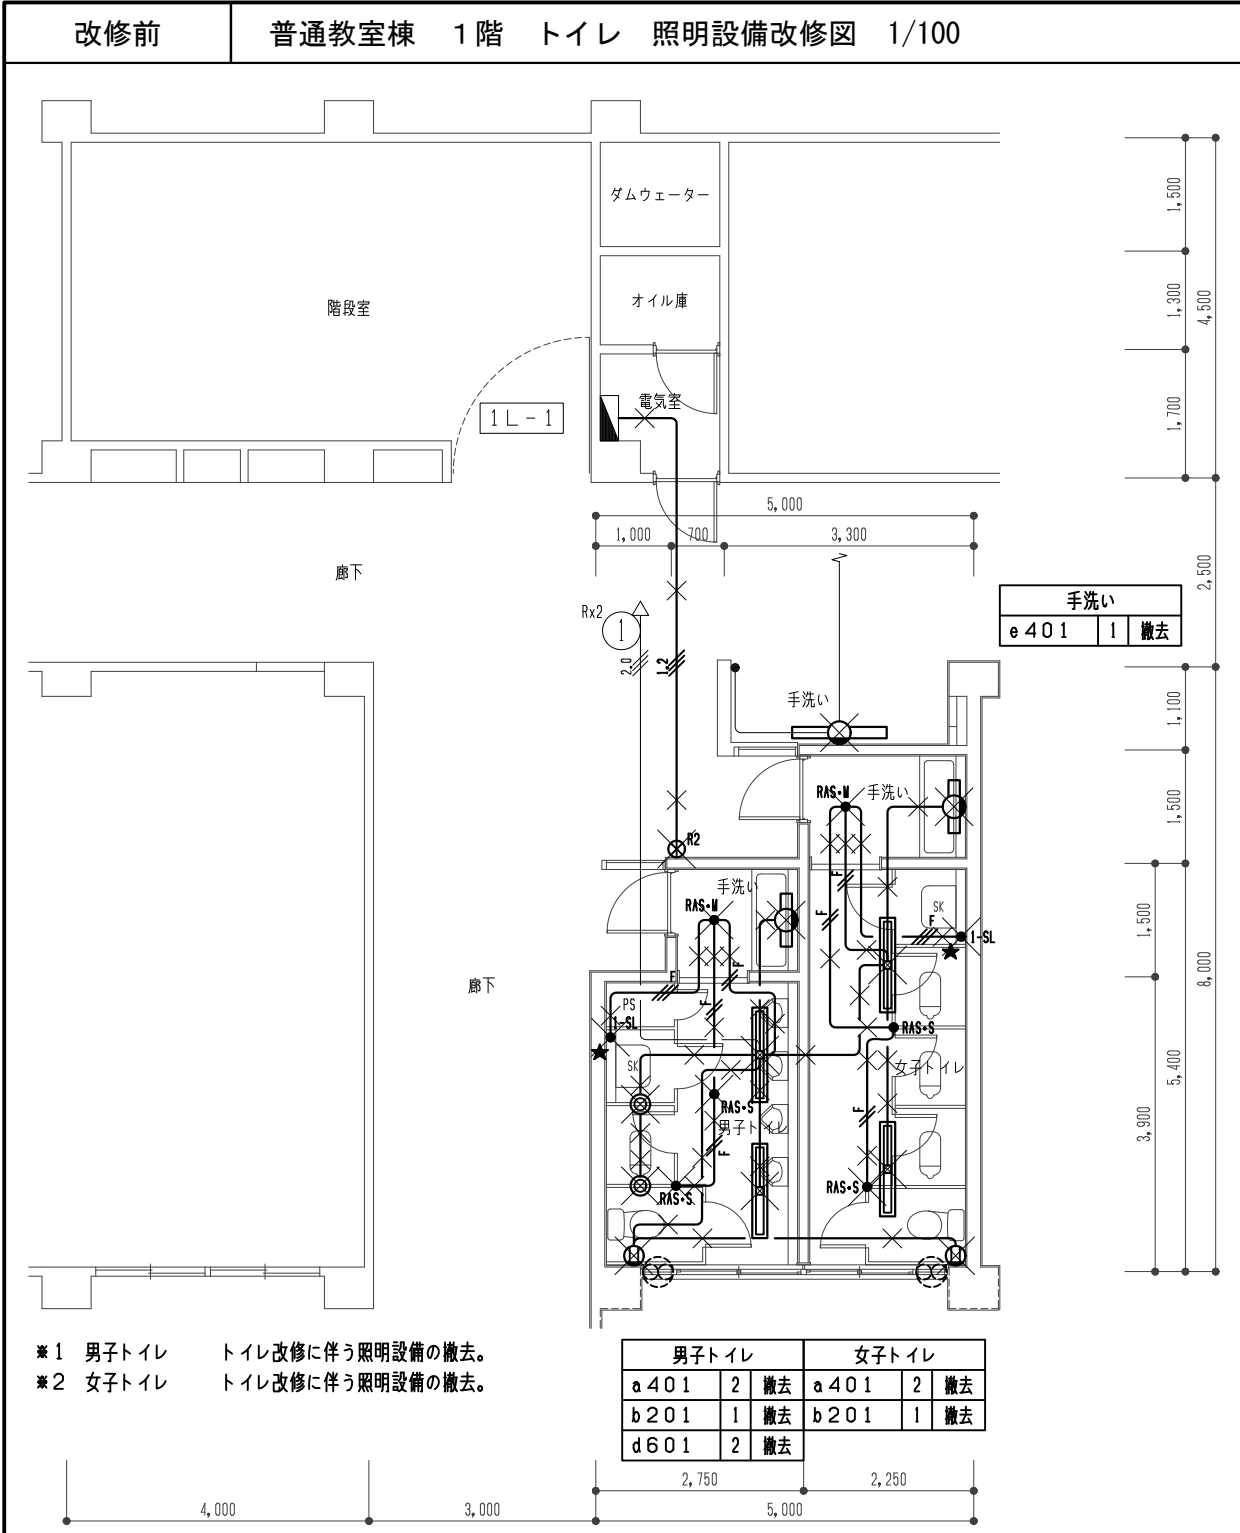 改修前
普通教室棟　１階　トイレ　照明設備改修図　1/100
ダムウェーター
1,500
オイル庫
階段室
1,300
4,500
電気室
1L-1
1,700
5,000
1,000
700
3,300
廊下
2,500
Rx2
1
手洗い
e401 1 撤去
2.0
1.2
手洗い
1,100
RAS・M
手洗い
1,500
R2
F
手洗い
SK
RAS・M
F
F
1-SL
1,500
F
廊下
F
8,000
PS
F
1-SL
RAS・S
SK
女子トイレ
5,400
RAS・S
F
男子トイレ
3,900
F
RAS・S
RAS・S
※1　男子トイレ　トイレ改修に伴う照明設備の撤去。
※2　女子トイレ　トイレ改修に伴う照明設備の撤去。
男子トイレ 女子トイレ
a401 2 撤去 a401 2 撤去
b201 1 撤去 b201 1 撤去
d601 2 撤去
2,750
2,250
4,000
3,000
5,000